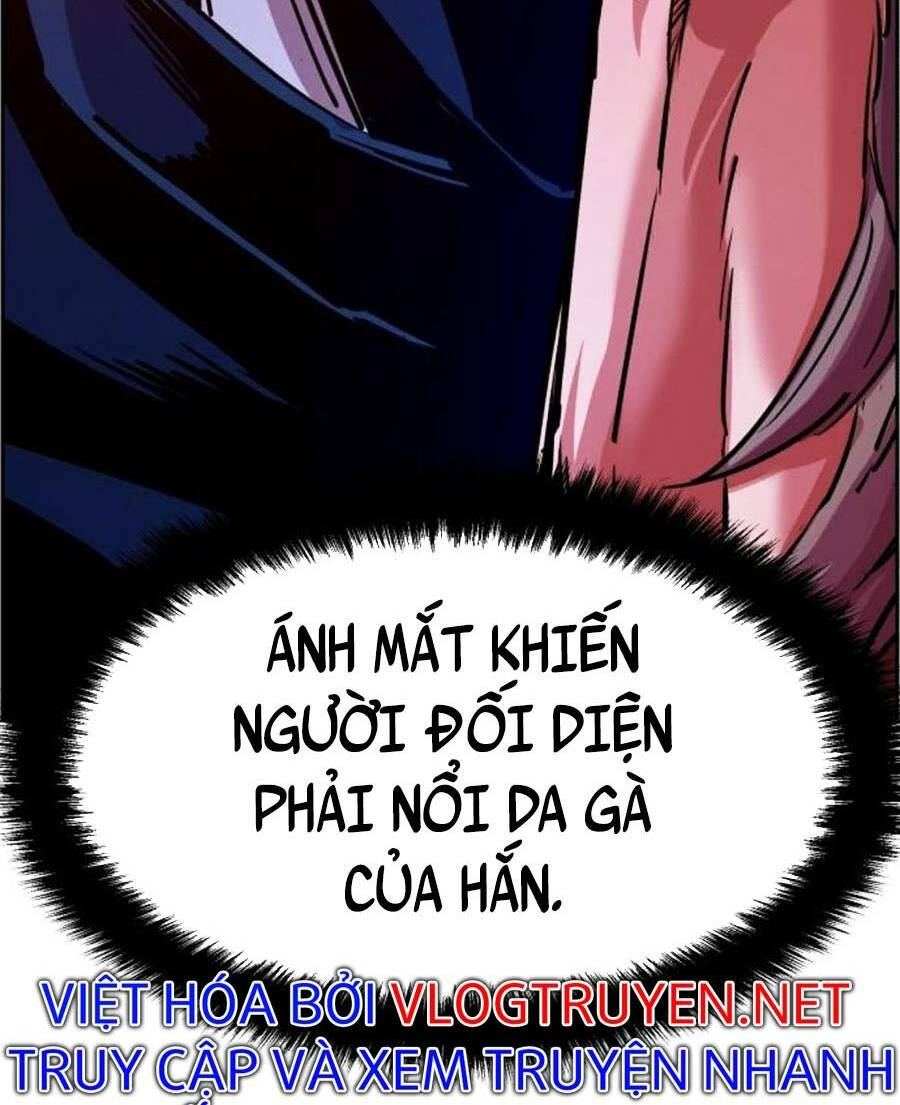 ÁNH MẮT KHIẾN
NGƯỜI ĐỐI DIỆN
PHẢI NỔI DA GÀ
CỦA HẮN.
VIỆT HÓA BỞI VLOGTRUYEN.NET
TRUY CẬP VÀ XEM TRUYỆN NHANH